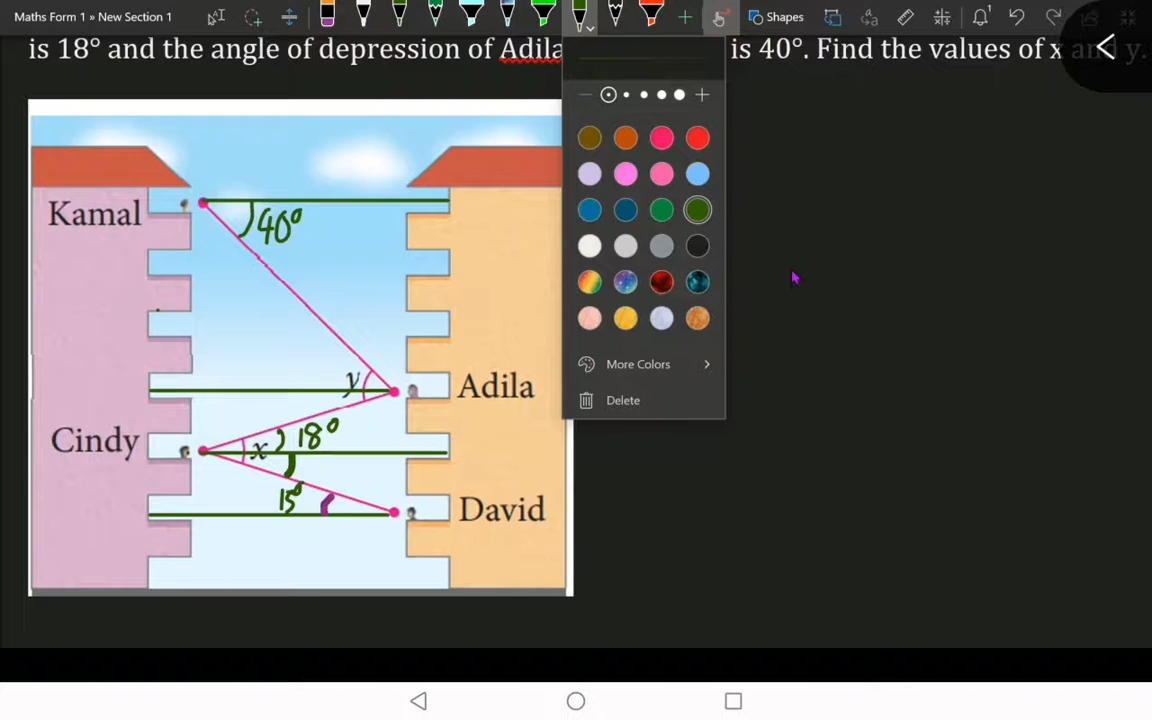 Maths Form 1 » New Section 1
Shapes
is 18° and the angle of depression of Adila is 40°. Find the values of x and y.
Kamal
40°
y
Adila
Cindy
x 18°
15°
David
More Colors
Delete